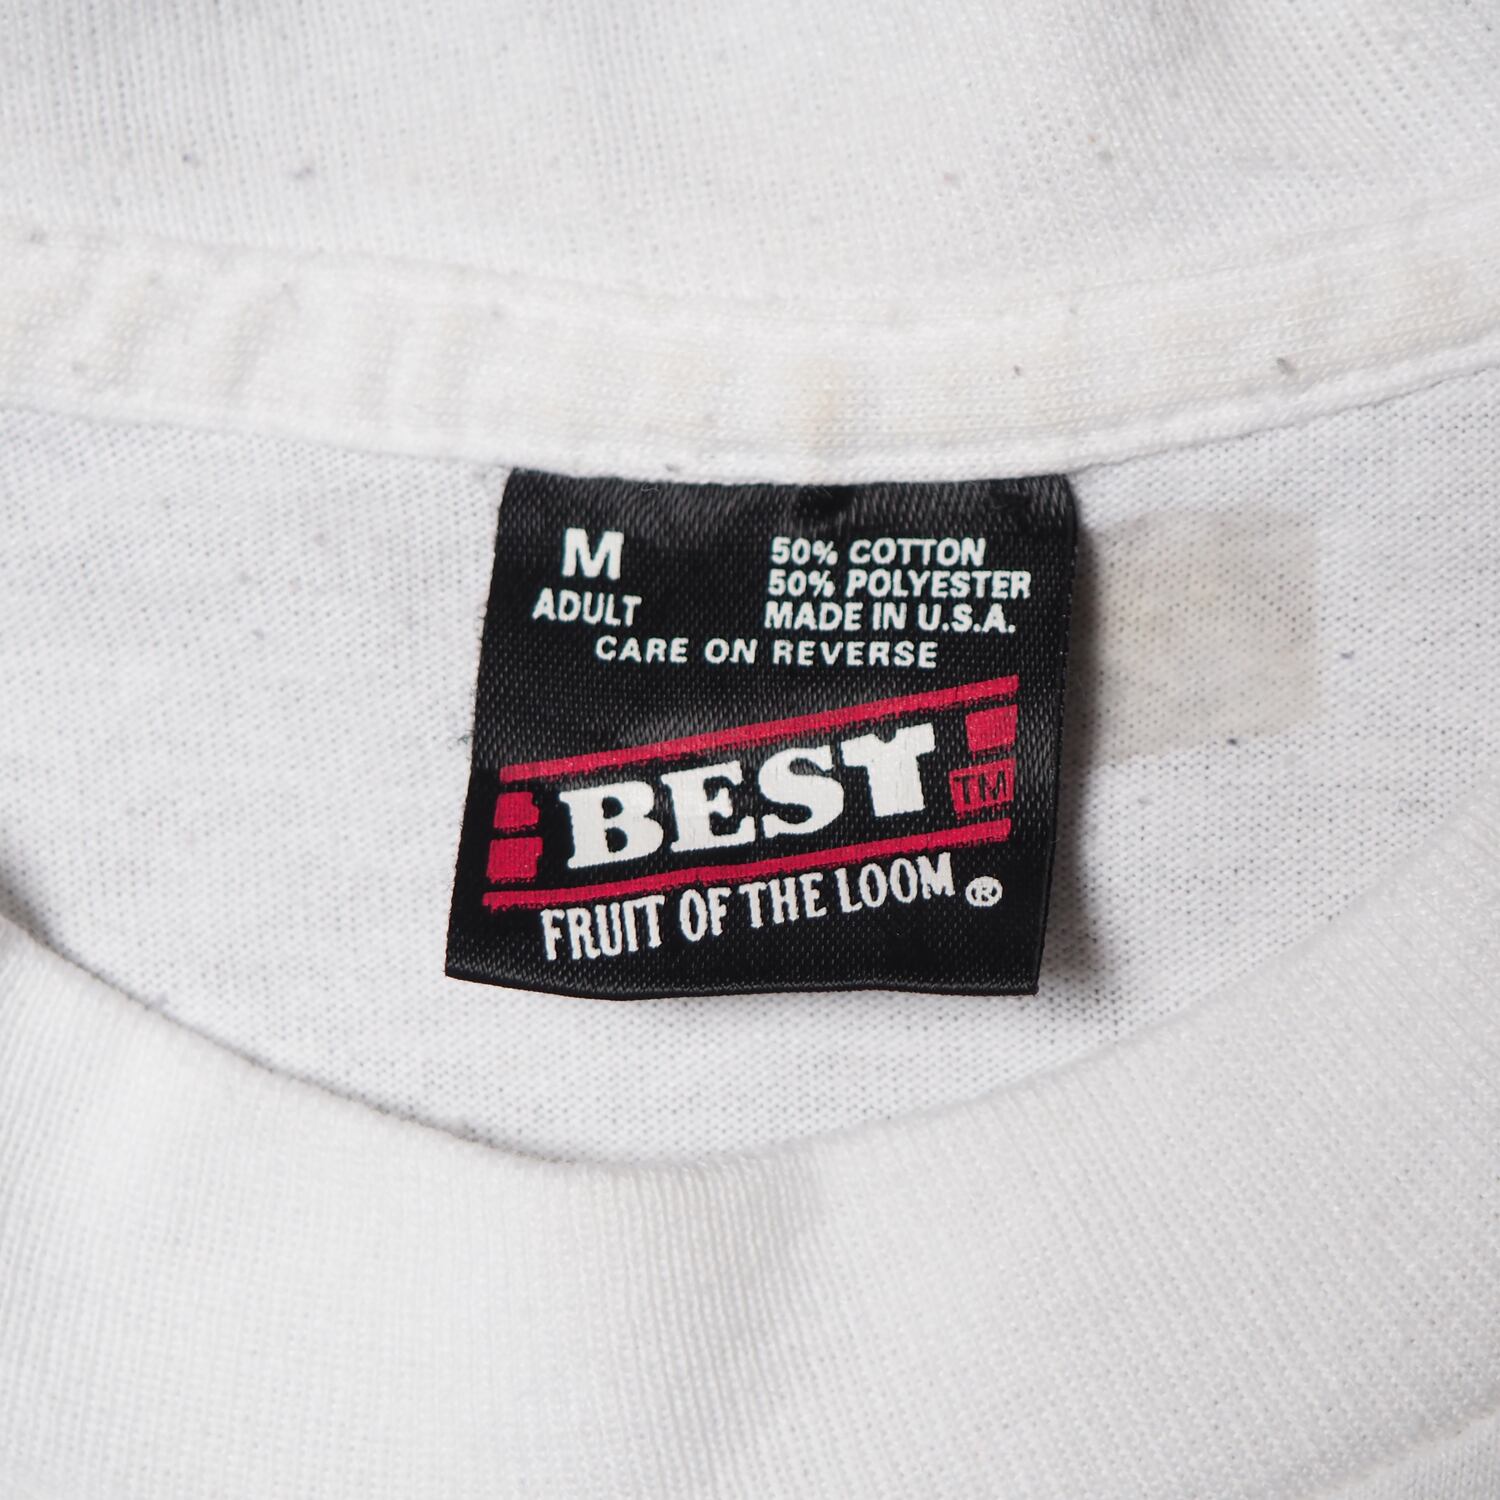 M
ADULT
50% COTTON
50% POLYESTER
MADE IN U.S.A.
CARE ON REVERSE
BEST
TM
FRUIT OF THE LOOM ®